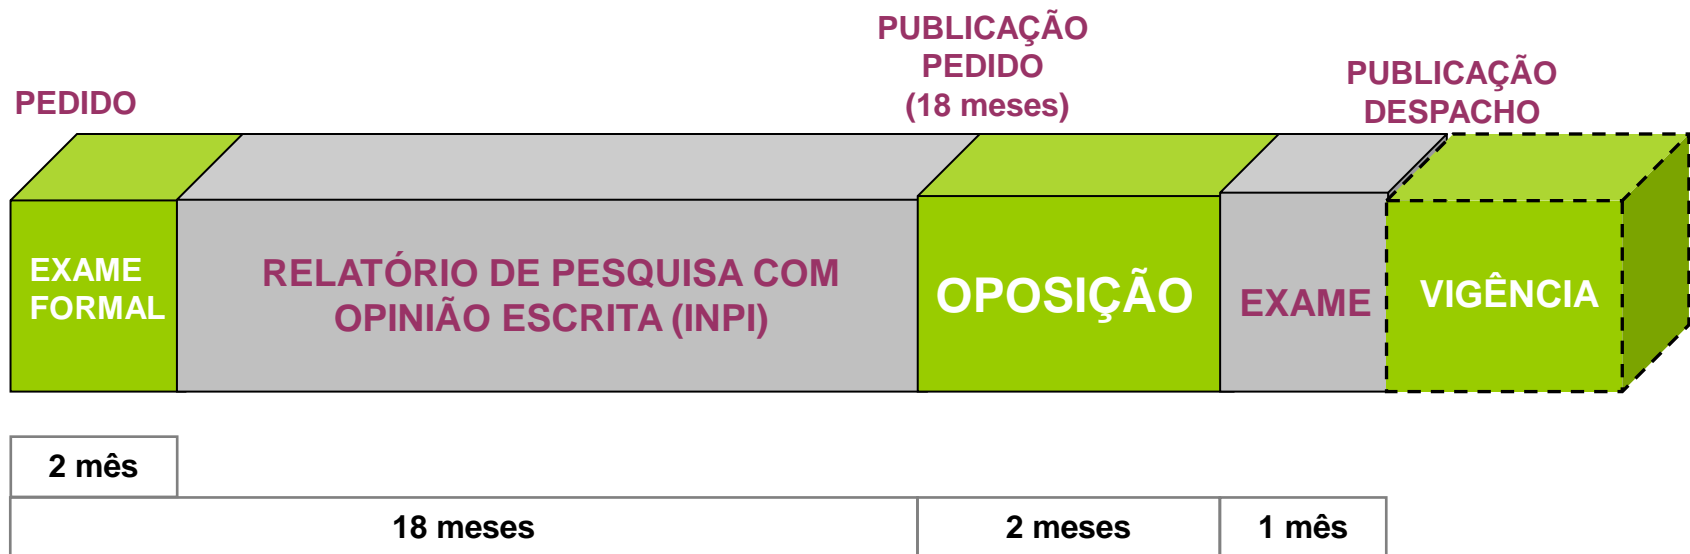 PEDIDO
PUBLICAÇÃO
PEDIDO
(18 meses)
PUBLICAÇÃO
DESPACHO
EXAME
FORMAL
RELATÓRIO DE PESQUISA COM
OPINIÃO ESCRITA (INPI)
OPOSIÇÃO
EXAME
VIGÊNCIA
2 mês
18 meses
2 meses
1 mês